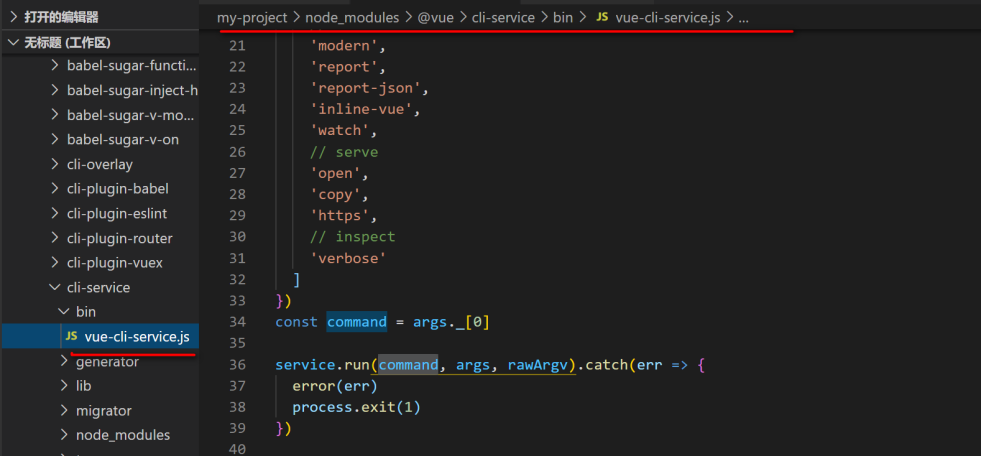 打开的编辑器
无标题 (工作区)
babel-sugar-functi...
babel-sugar-inject-h
babel-sugar-v-mo...
babel-sugar-v-on
cli-overlay
cli-plugin-babel
cli-plugin-eslint
cli-plugin-router
cli-plugin-vuex
cli-service
bin
JS vue-cli-service.js
generator
lib
migrator
node_modules
my-project > node_modules > @vue > cli-service > bin > JS vue-cli-service.js > ...
21 'modern',
22 'report',
23 'report-json',
24 'inline-vue',
25 'watch',
26 // serve
27 'open',
28 'copy',
29 'https',
30 // inspect
31 'verbose'
32 ]
33 })
34 const command = args._[0]
35
36 service.run(command, args, rawArgv).catch(err => {
37 error(err)
38 process.exit(1)
39 })
40